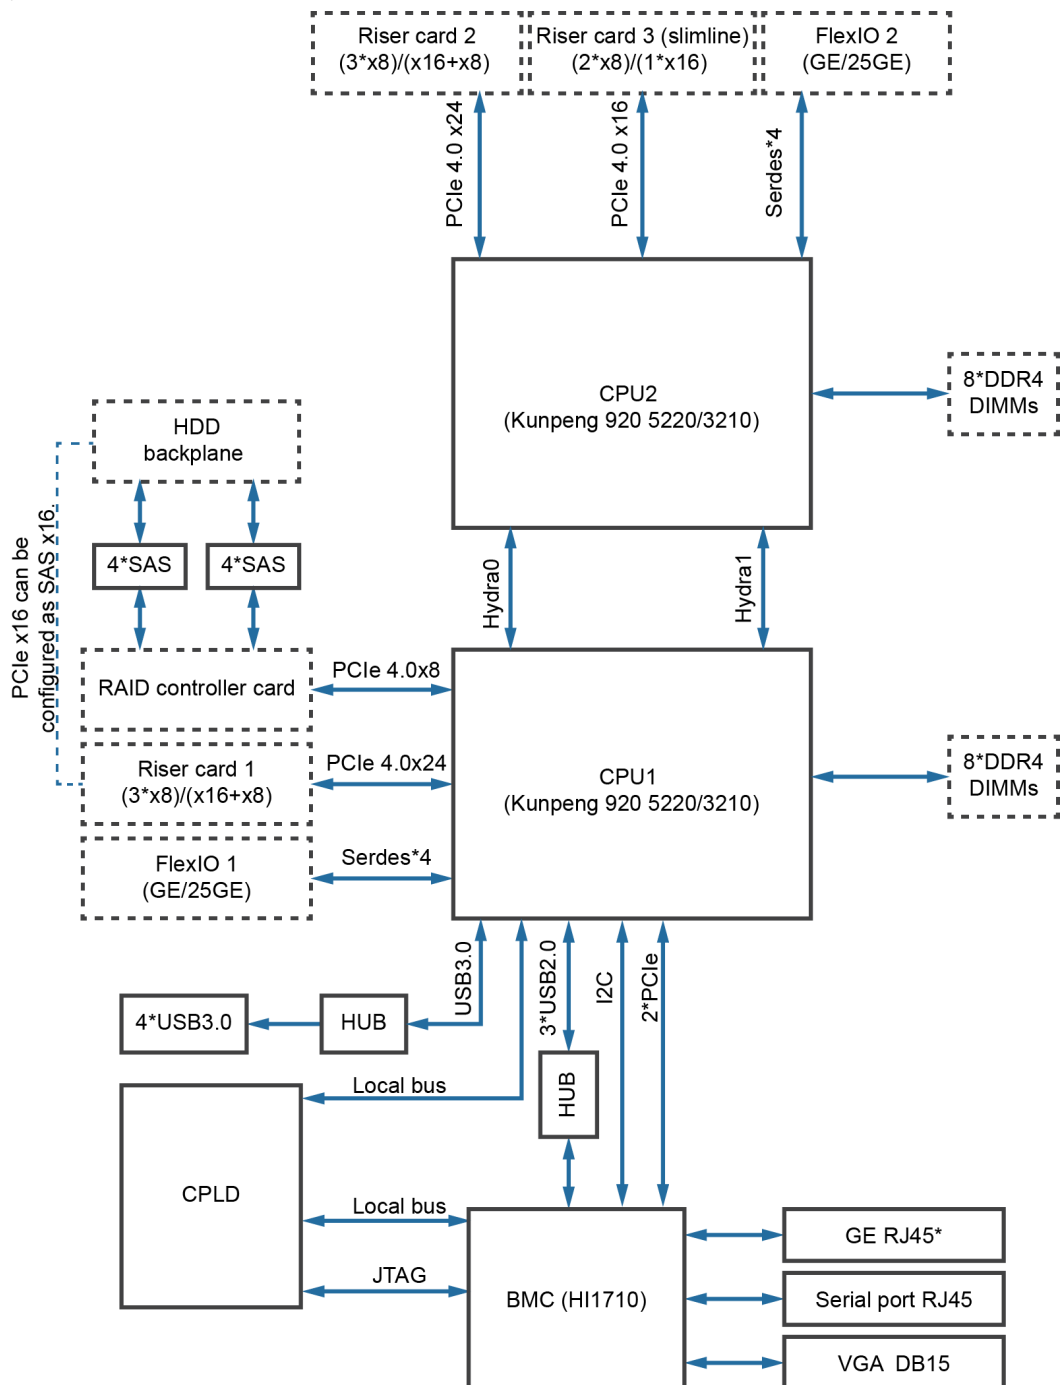 Riser card 2
(3*x8)/(x16+x8)
Riser card 3 (slimline)
(2*x8)/(1*x16)
FlexIO 2
(GE/25GE)
PCIe 4.0 x24
PCIe 4.0 x16
Serdes*4
CPU2
(Kunpeng 920 5220/3210)
8*DDR4
DIMMs
HDD
backplane
PCIe x16 can be
configured as SAS x16.
4*SAS
4*SAS
Hydra0
Hydra1
RAID controller card
PCIe 4.0x8
Riser card 1
(3*x8)/(x16+x8)
PCIe 4.0x24
CPU1
(Kunpeng 920 5220/3210)
8*DDR4
DIMMs
FlexIO 1
(GE/25GE)
Serdes*4
USB3.0
3*USB2.0
I2C
2*PCIe
4*USB3.0
HUB
HUB
Local bus
CPLD
Local bus
JTAG
BMC (HI1710)
GE RJ45*
Serial port RJ45
VGA DB15